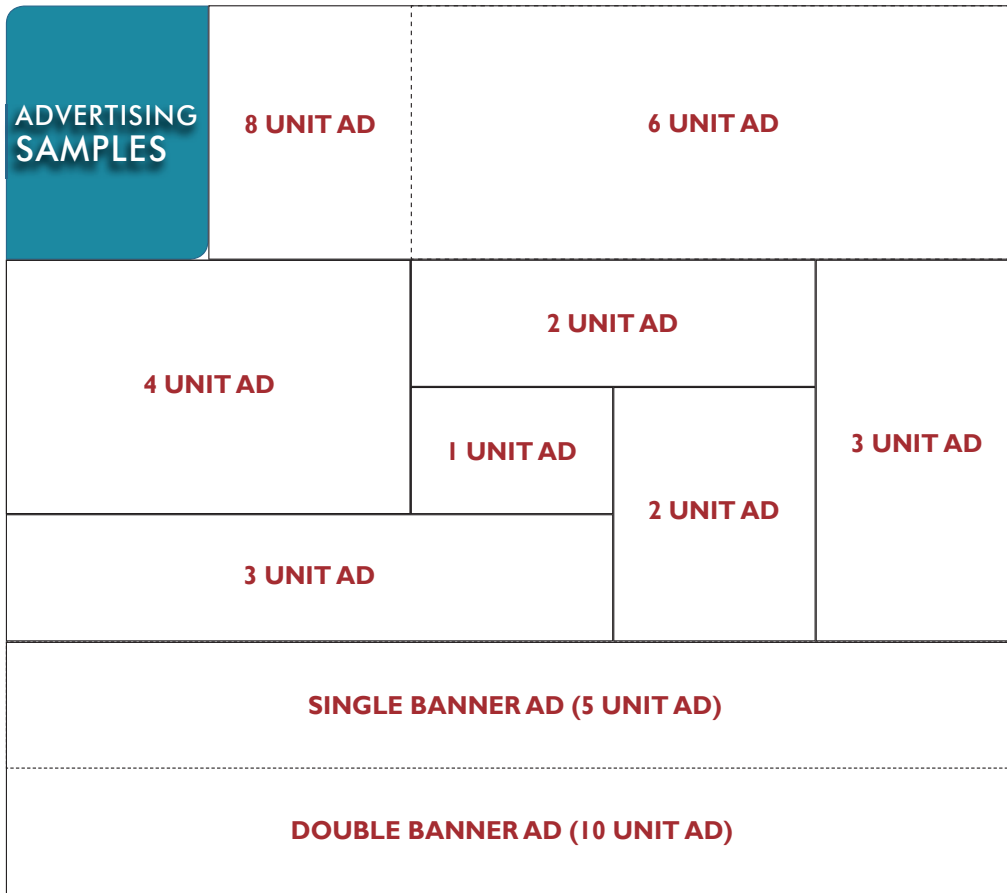 ADVERTISING
SAMPLES
8 UNIT AD
6 UNIT AD
4 UNIT AD
2 UNIT AD
1 UNIT AD
3 UNIT AD
2 UNIT AD
3 UNIT AD
SINGLE BANNER AD (5 UNIT AD)
DOUBLE BANNER AD (10 UNIT AD)